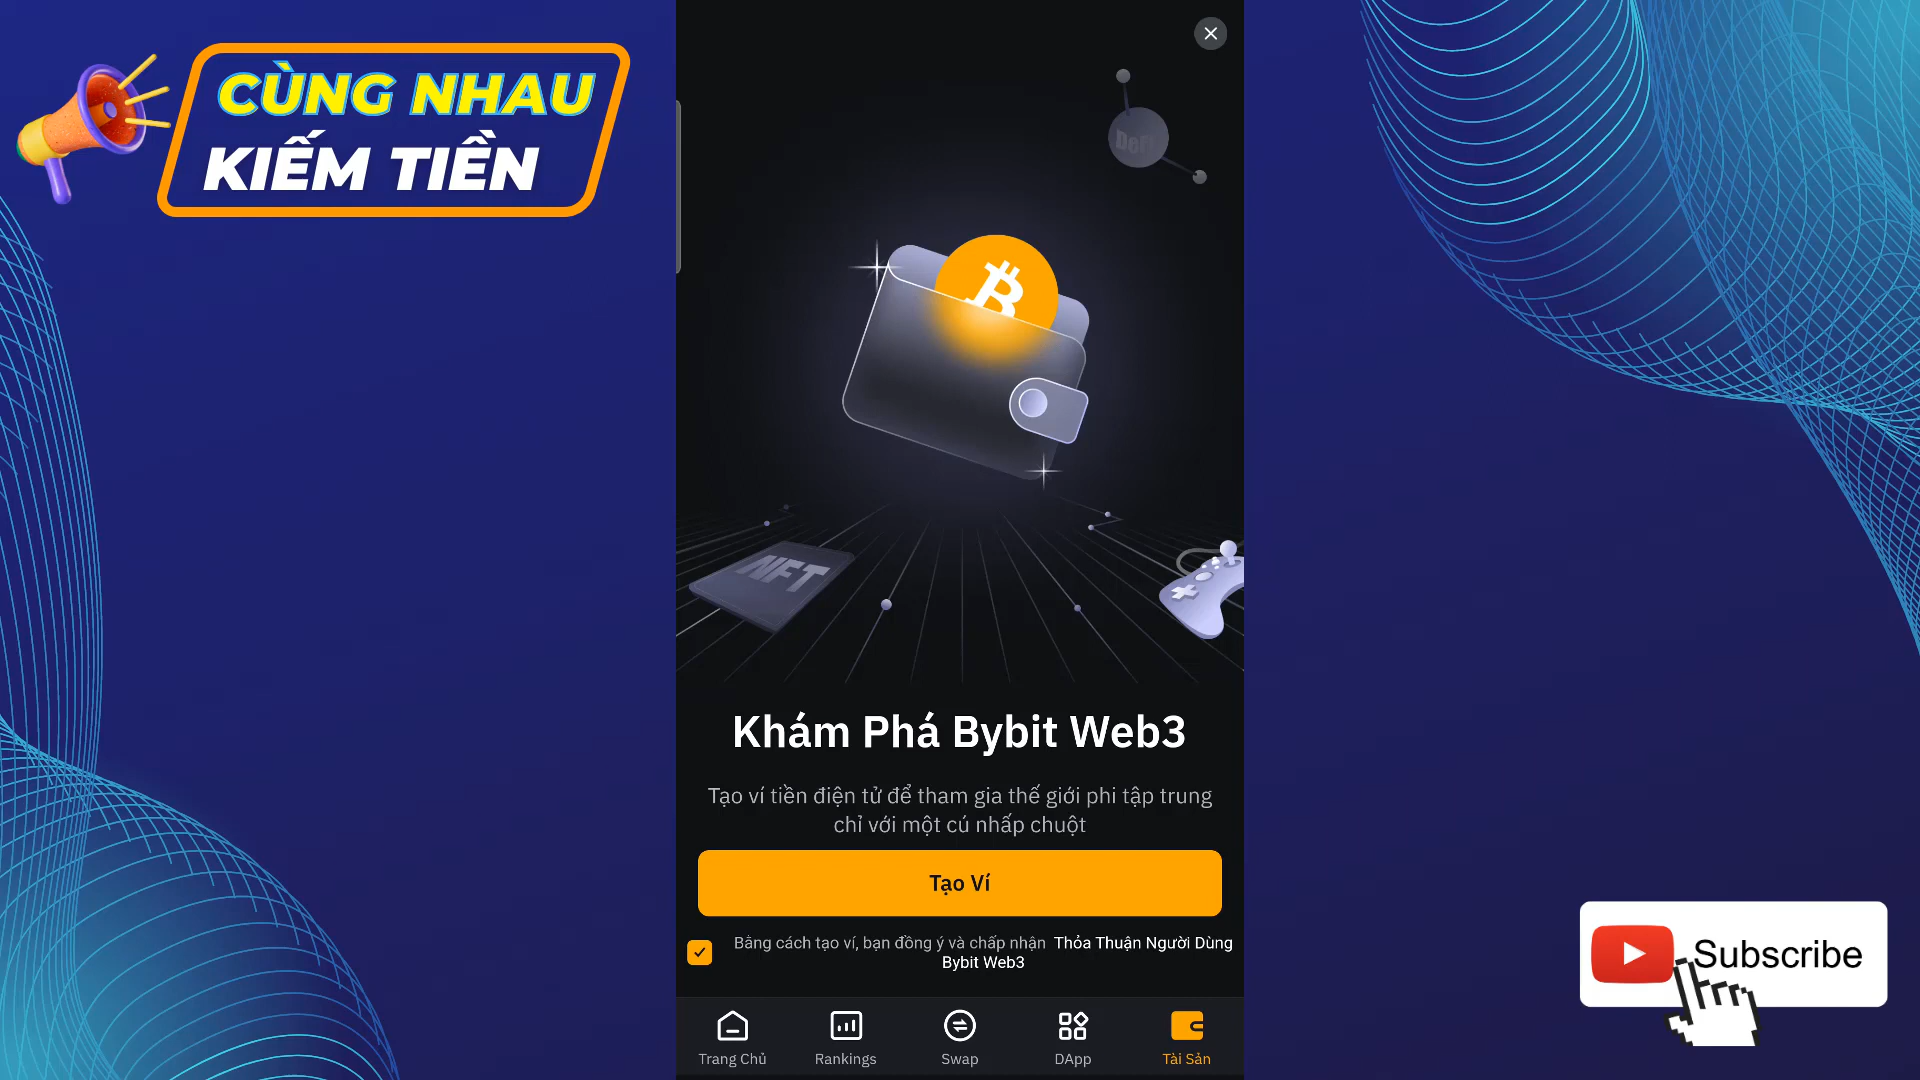 CÙNG NHAU
KIẾM TIỀN
DeFi
NFT
Khám Phá Bybit Web3
Tạo ví tiền điện tử để tham gia thế giới phi tập trung
chỉ với một cú nhấp chuột
Tạo Ví
Bằng cách tạo ví, bạn đồng ý và chấp nhận Thỏa Thuận Người Dùng
Bybit Web3
Trang Chủ
Rankings
Swap
DApp
Tài Sản
Subscribe